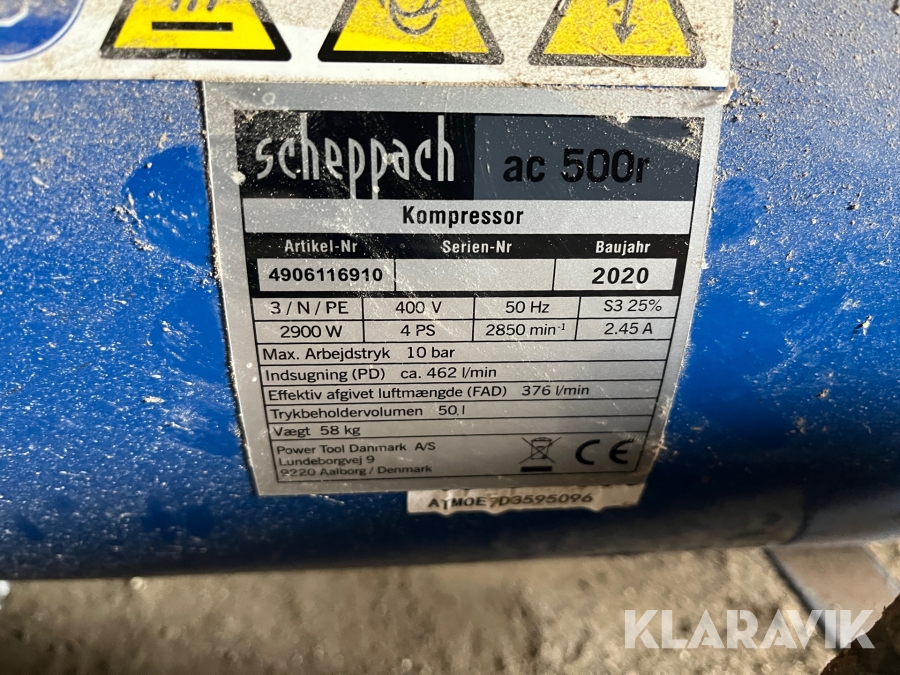 scheppach ac 500r
Kompressor
Artikel-Nr Serien-Nr Baujahr
4906116910 2020
3 / N / PE 400 V 50 Hz S3 25%
2900 W 4 PS 2850 min⁻¹ 2.45 A
Max. Arbejdstryk 10 bar
Indsugning (PD) ca. 462 l/min
Effektiv afgivet luftmængde (FAD) 376 l/min
Trykbeholdervolumen 50 l
Vægt 58 kg
Power Tool Danmark A/S
Lundeborgvej 9
9220 Aalborg / Denmark
CE
KLARAVIK